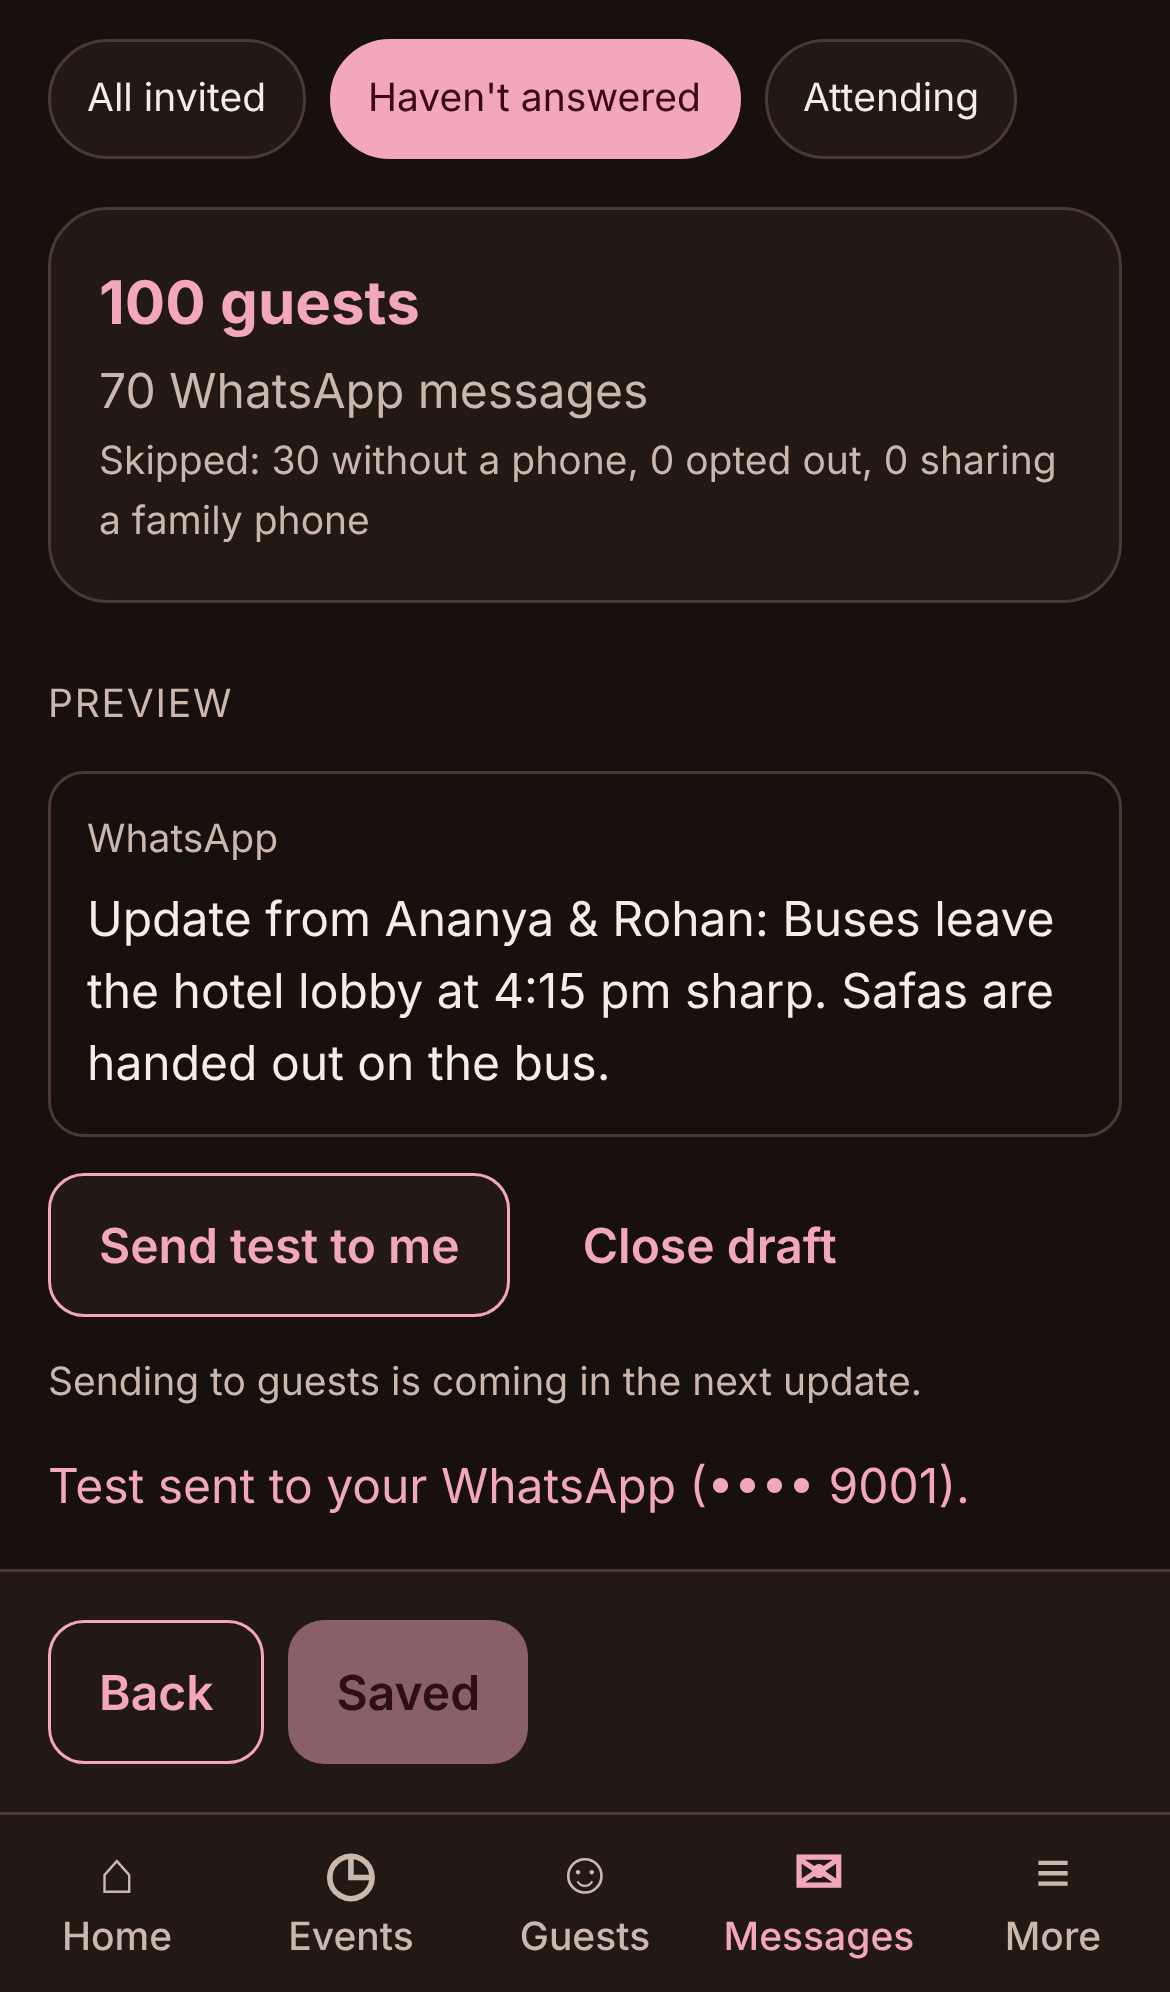 All invited
Haven't answered
Attending
100 guests
70 WhatsApp messages
Skipped: 30 without a phone, 0 opted out, 0 sharing
a family phone
PREVIEW
WhatsApp
Update from Ananya & Rohan: Buses leave
the hotel lobby at 4:15 pm sharp. Safas are
handed out on the bus.
Send test to me
Close draft
Sending to guests is coming in the next update.
Test sent to your WhatsApp (•••• 9001).
Back
Saved
Home
Events
Guests
Messages
More